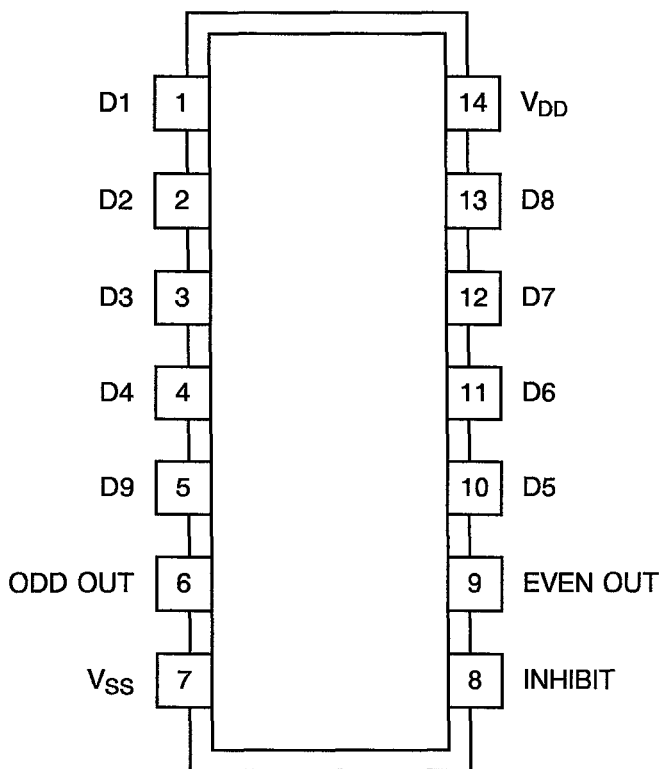 D1 1 14 VDD
D2 2 13 D8
D3 3 12 D7
D4 4 11 D6
D9 5 10 D5
ODD OUT 6 9 EVEN OUT
VSS 7 8 INHIBIT